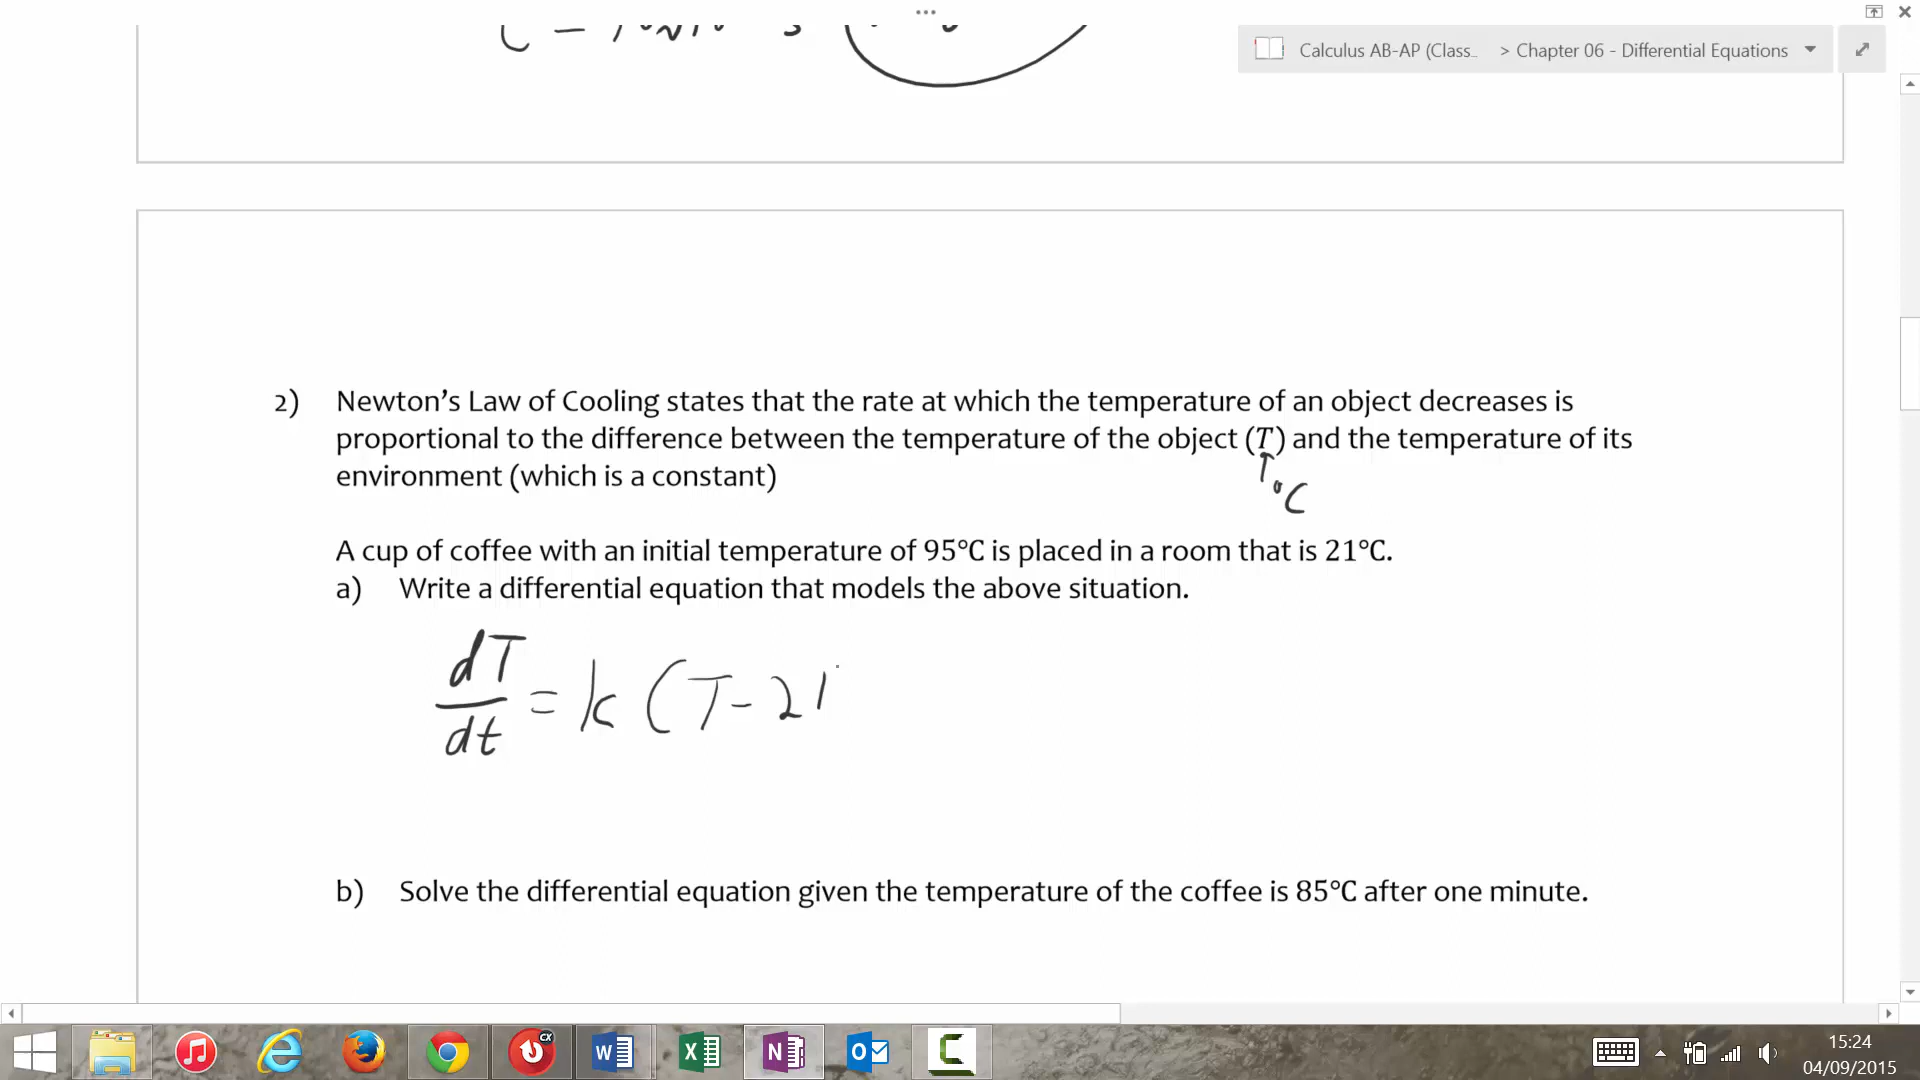 Calculus AB-AP (Class.. > Chapter 06 - Differential Equations
2) Newton's Law of Cooling states that the rate at which the temperature of an object decreases is
proportional to the difference between the temperature of the object (T) and the temperature of its
environment (which is a constant)
°C
A cup of coffee with an initial temperature of 95°C is placed in a room that is 21°C.
a) Write a differential equation that models the above situation.
dT
dt
= k (T - 21
b) Solve the differential equation given the temperature of the coffee is 85°C after one minute.
15:24
04/09/2015